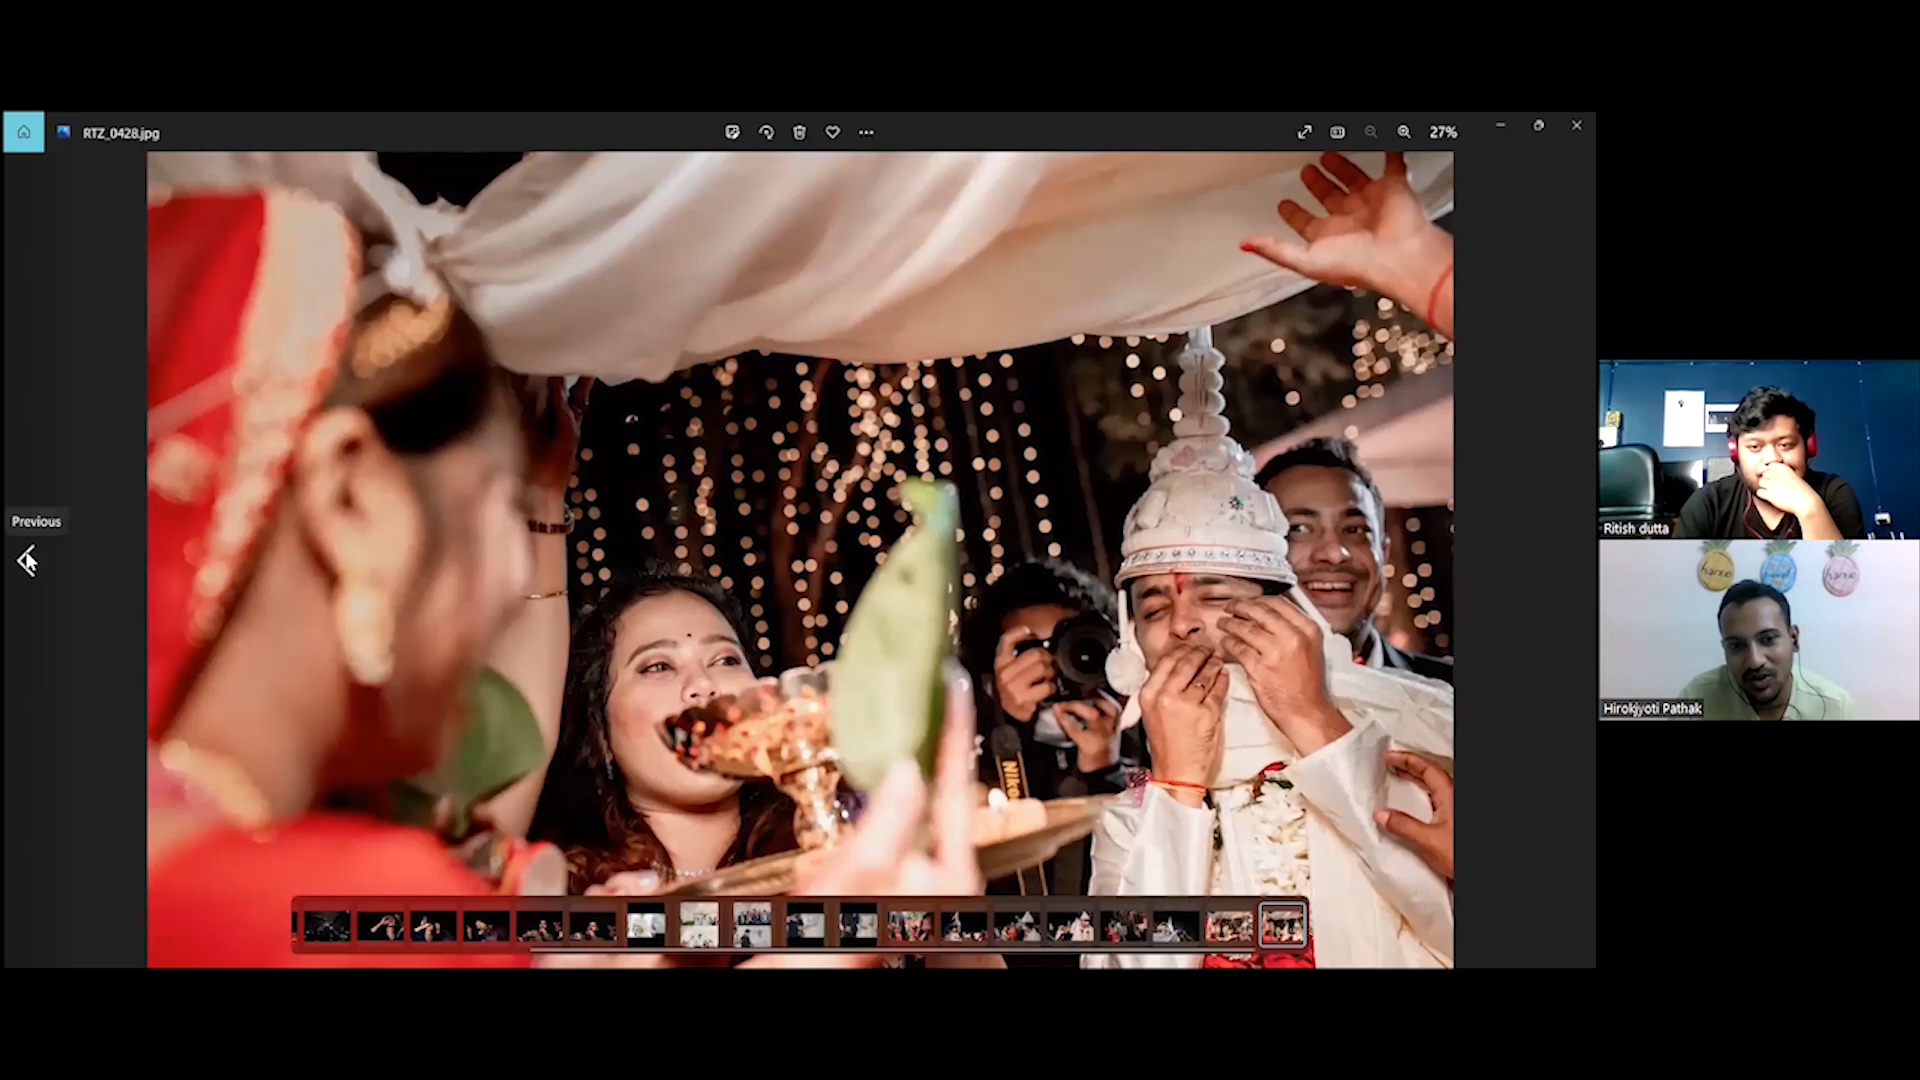 RTZ_0428.jpg
27%
Previous
Ritish dutta
Hirokjyoti Pathak